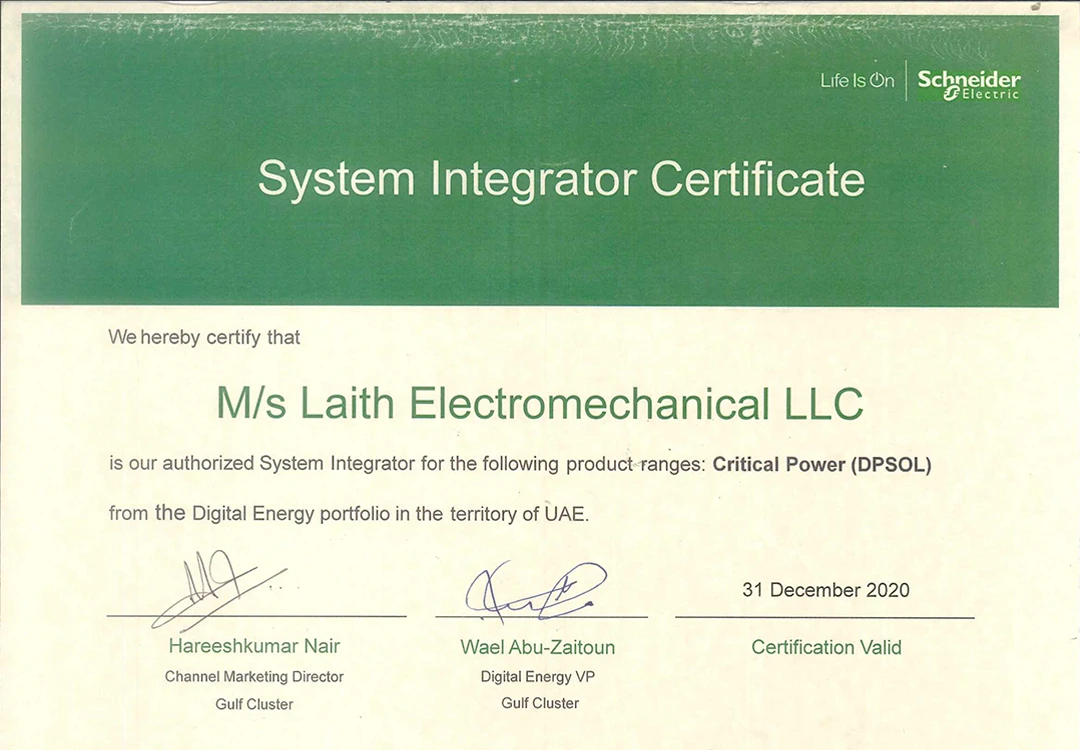 Life Is On | Schneider
Electric
System Integrator Certificate
We hereby certify that
M/s Laith Electromechanical LLC
is our authorized System Integrator for the following product ranges: Critical Power (DPSOL)
from the Digital Energy portfolio in the territory of UAE.
31 December 2020
Hareeshkumar Nair
Wael Abu-Zaitoun
Certification Valid
Channel Marketing Director
Digital Energy VP
Gulf Cluster
Gulf Cluster